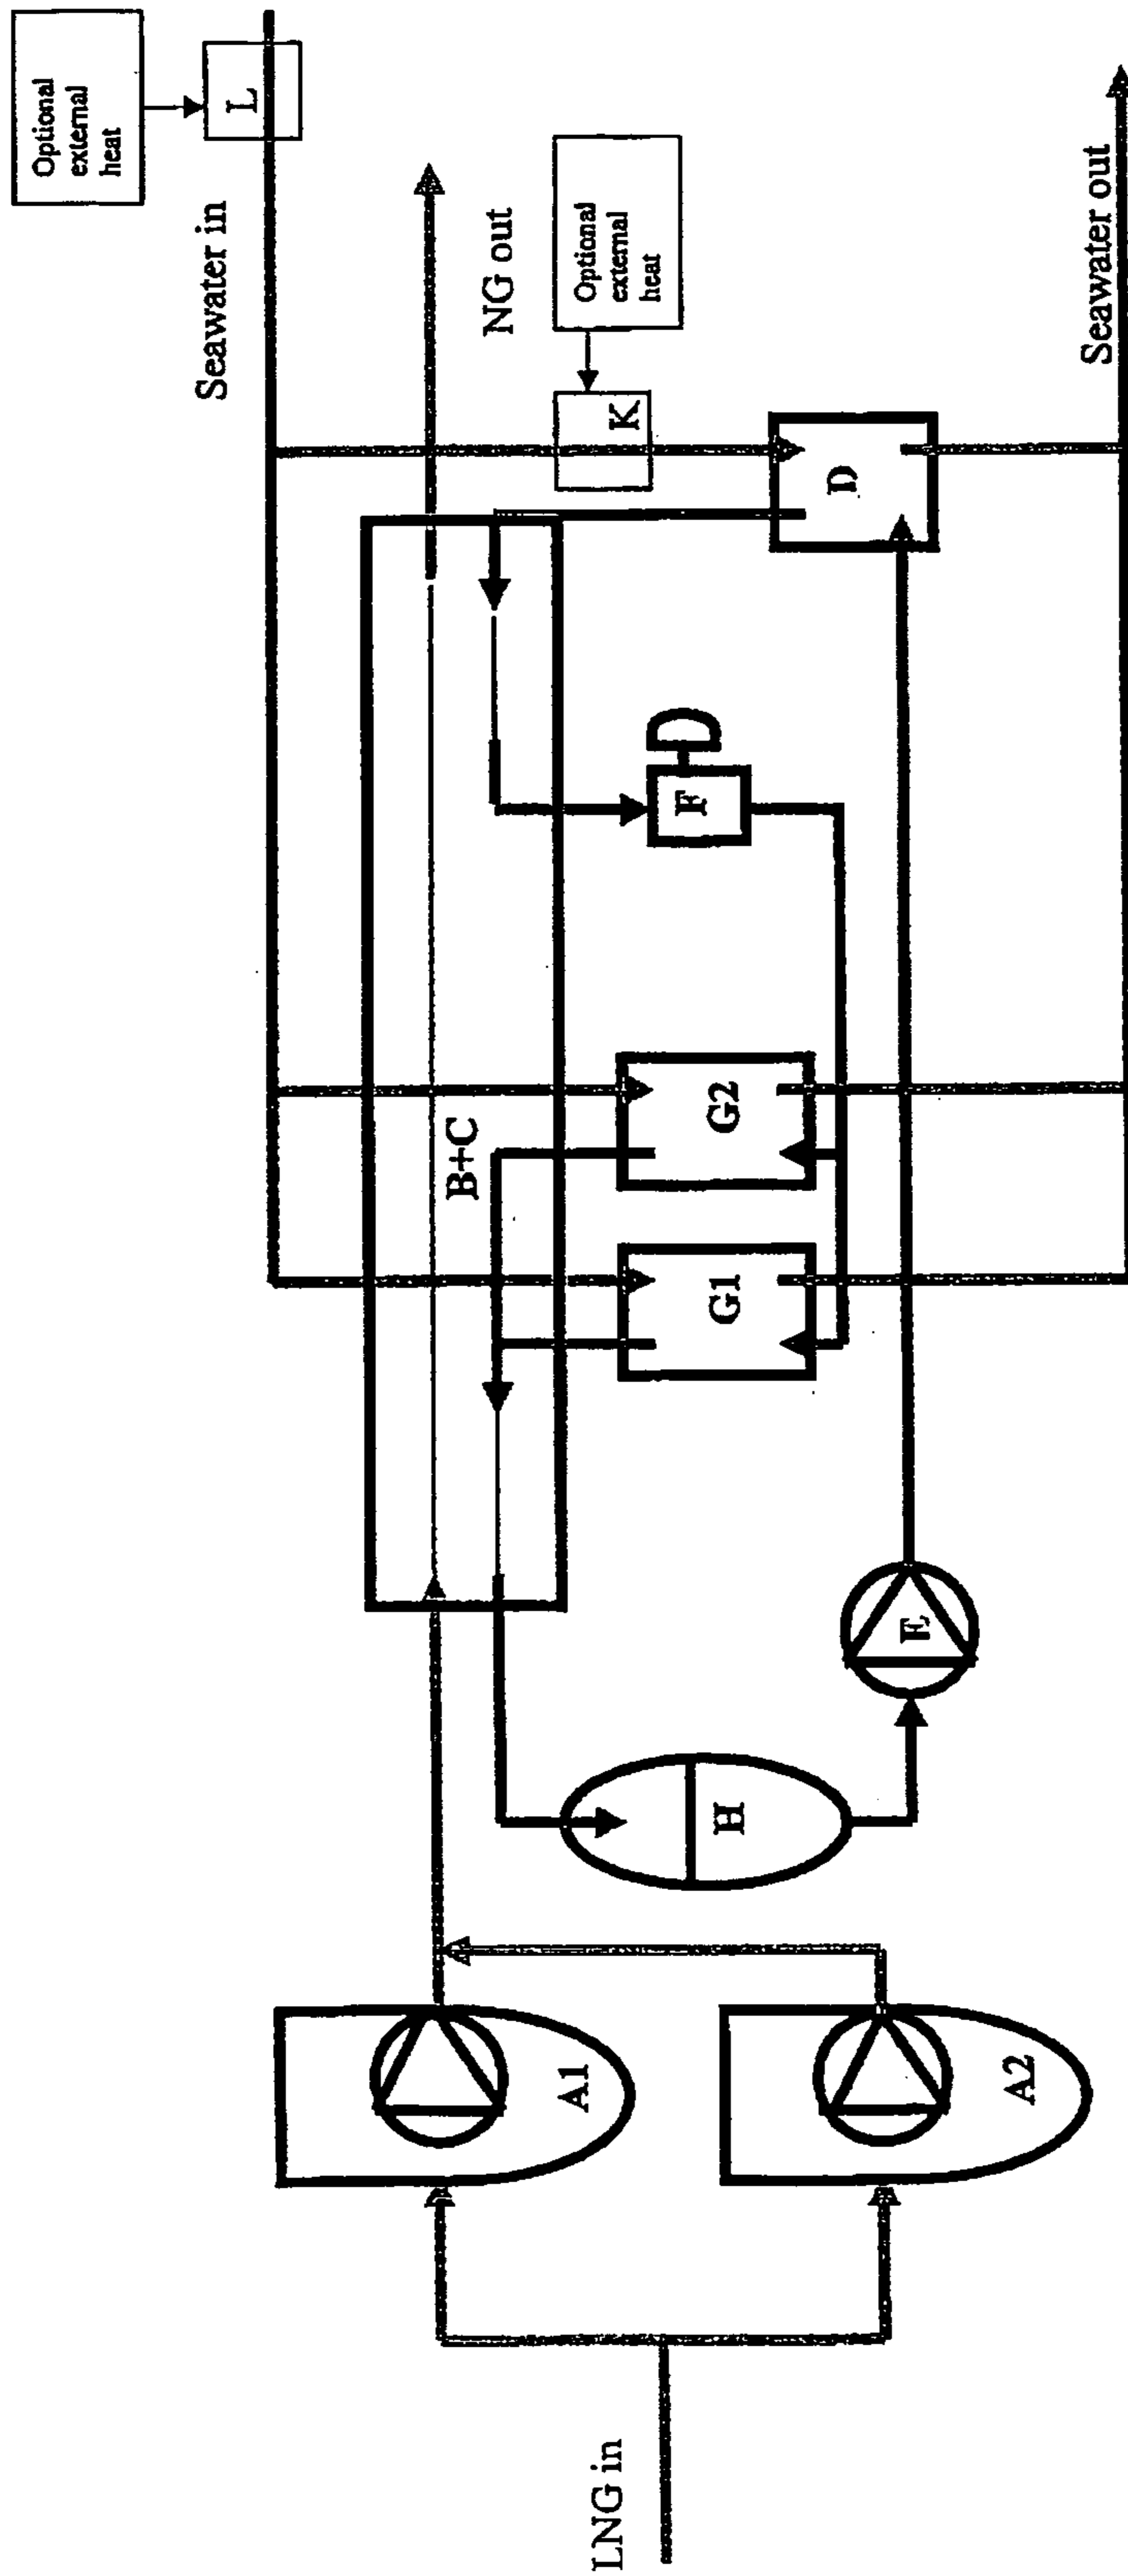 Optional
external
heat
L
Seawater in
NG out
Optional
external
heat
K
D
Seawater out
F
B+C
G2
G1
E
H
A1
A2
LNG in